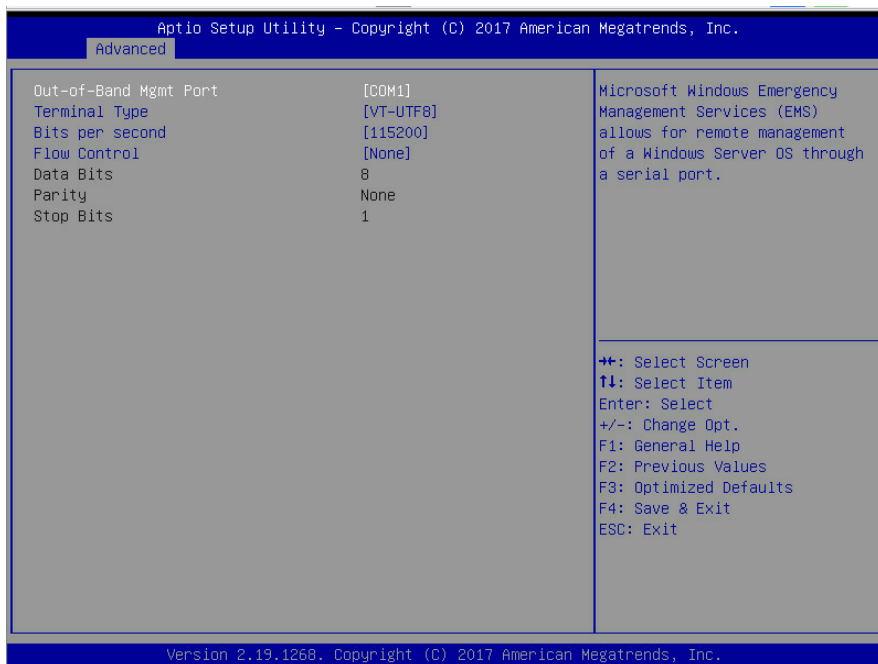 Aptio Setup Utility – Copyright (C) 2017 American Megatrends, Inc.
Advanced
Out-of-Band Mgmt Port [COM1]
Terminal Type [VT-UTF8]
Bits per second [115200]
Flow Control [None]
Data Bits 8
Parity None
Stop Bits 1
Microsoft Windows Emergency
Management Services (EMS)
allows for remote management
of a Windows Server OS through
a serial port.
→←: Select Screen
↑↓: Select Item
Enter: Select
+/-: Change Opt.
F1: General Help
F2: Previous Values
F3: Optimized Defaults
F4: Save & Exit
ESC: Exit
Version 2.19.1268. Copyright (C) 2017 American Megatrends, Inc.